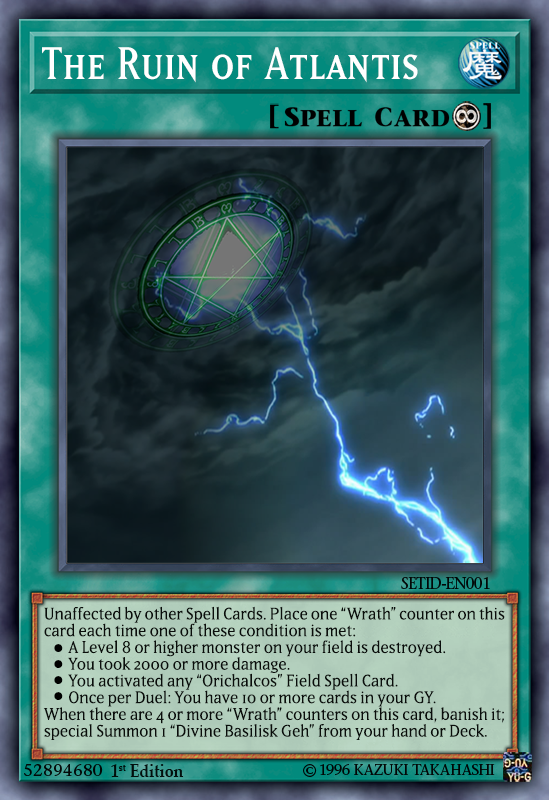 THE RUIN OF ATLANTIS
SPELL
魔
[ SPELL CARD ]
SETID-EN001
Unaffected by other Spell Cards. Place one “Wrath” counter on this
card each time one of these condition is met:
● A Level 8 or higher monster on your field is destroyed.
● You took 2000 or more damage.
● You activated any “Orichalcos” Field Spell Card.
● Once per Duel: You have 10 or more cards in your GY.
When there are 4 or more “Wrath” counters on this card, banish it;
special Summon 1 “Divine Basilisk Geh” from your hand or Deck.
52894680 1st Edition © 1996 KAZUKI TAKAHASHI
YU-G